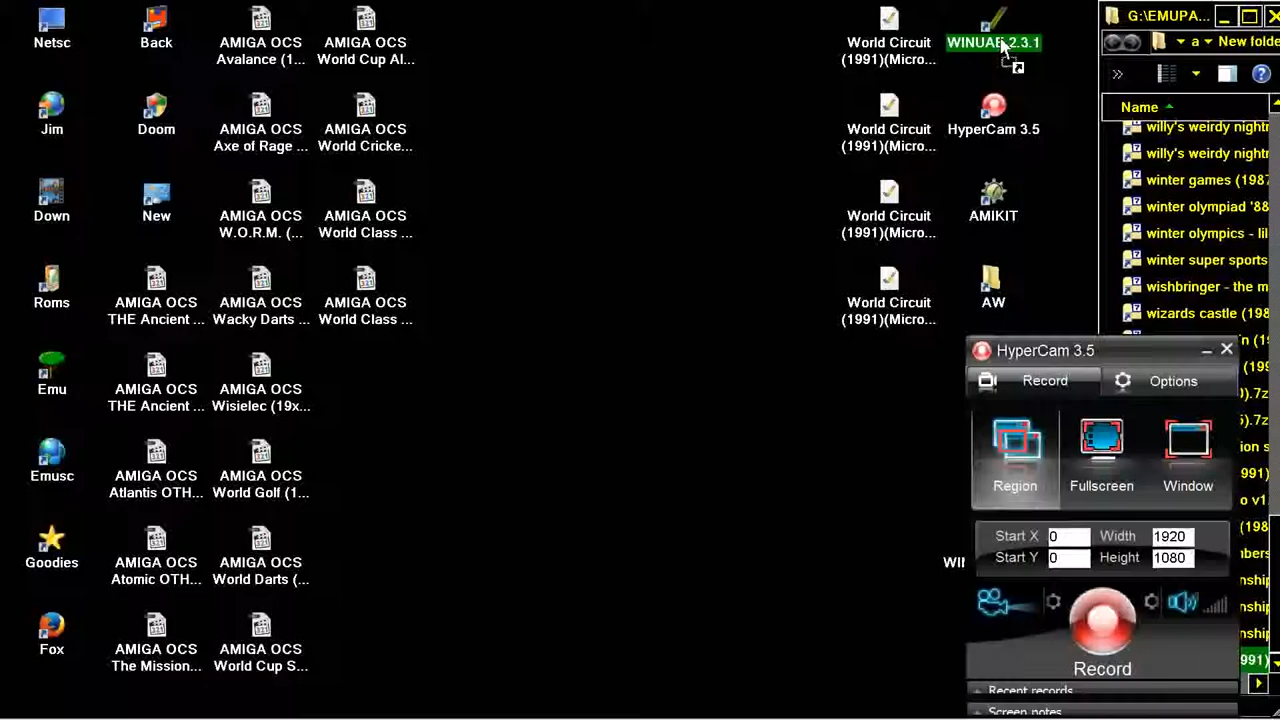 Netsc
Jim
Down
Roms
Emu
Emusc
Goodies
Fox
Back
Doom
New
AMIGA OCS
THE Ancient ...
AMIGA OCS
THE Ancient ...
AMIGA OCS
Atlantis OTH...
AMIGA OCS
Atomic OTH...
AMIGA OCS
The Mission...
AMIGA OCS
Avalance (1...
AMIGA OCS
Axe of Rage ...
AMIGA OCS
W.O.R.M. (...
AMIGA OCS
Wacky Darts ...
AMIGA OCS
Wisielec (19x...
AMIGA OCS
World Golf (1...
AMIGA OCS
World Darts (...
AMIGA OCS
World Cup S...
AMIGA OCS
World Cup Al...
AMIGA OCS
World Cricke...
AMIGA OCS
World Class ...
AMIGA OCS
World Class ...
World Circuit
(1991)(Micro...
World Circuit
(1991)(Micro...
World Circuit
(1991)(Micro...
World Circuit
(1991)(Micro...
WINUAE 2.3.1
HyperCam 3.5
AMIKIT
AW
WIN
G:\EMUPA...
a New folde
Name
willy's weirdy nightn
willy's weirdy nightn
winter games (1987
winter olympiad '88
winter olympics - lil
winter super sports
wishbringer - the m
wizards castle (198
HyperCam 3.5
Record Options
Region Fullscreen Window
Start X 0 Width 1920
Start Y 0 Height 1080
Record
Recent records
Screen notes